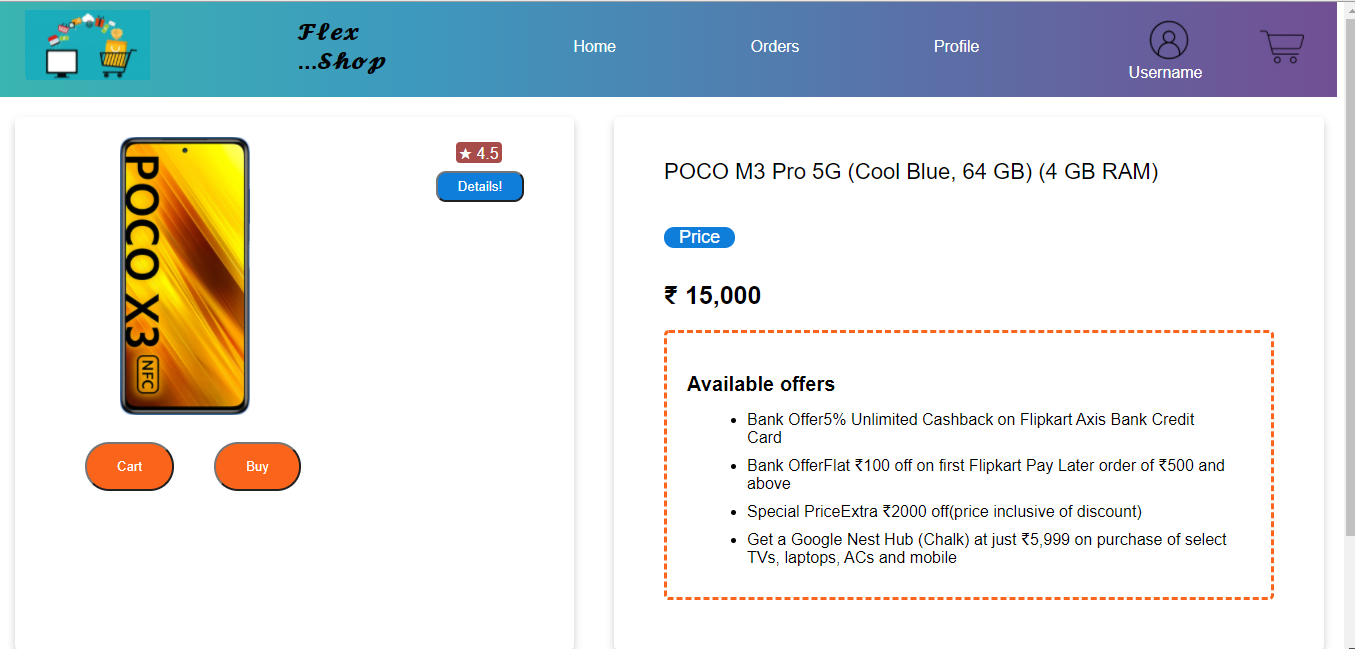 Flex
...Shop
Home
Orders
Profile
Username
POCO X3
NFC
★ 4.5
Details!
Cart
Buy
POCO M3 Pro 5G (Cool Blue, 64 GB) (4 GB RAM)
Price
₹ 15,000
Available offers
• Bank Offer5% Unlimited Cashback on Flipkart Axis Bank Credit
Card
• Bank OfferFlat ₹100 off on first Flipkart Pay Later order of ₹500 and
above
• Special PriceExtra ₹2000 off(price inclusive of discount)
• Get a Google Nest Hub (Chalk) at just ₹5,999 on purchase of select
TVs, laptops, ACs and mobile